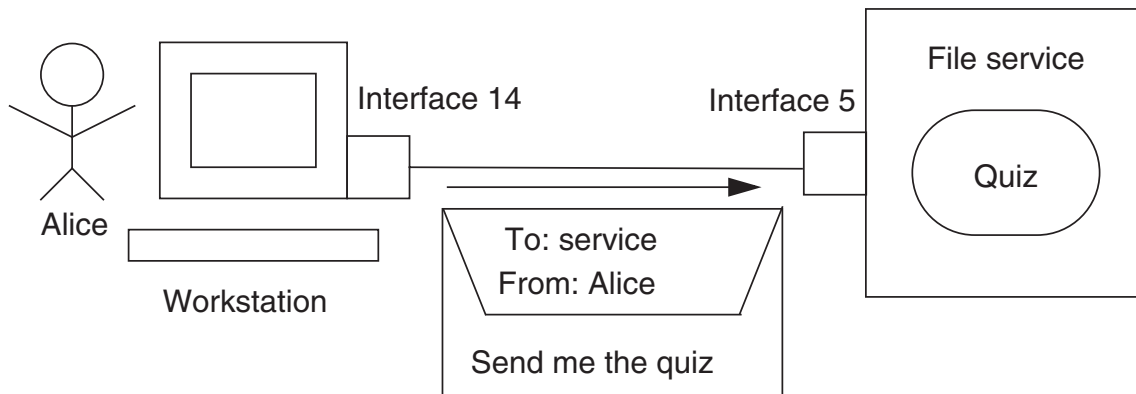 File service
Interface 14
Interface 5
Quiz
Alice
To: service
From: Alice
Workstation
Send me the quiz